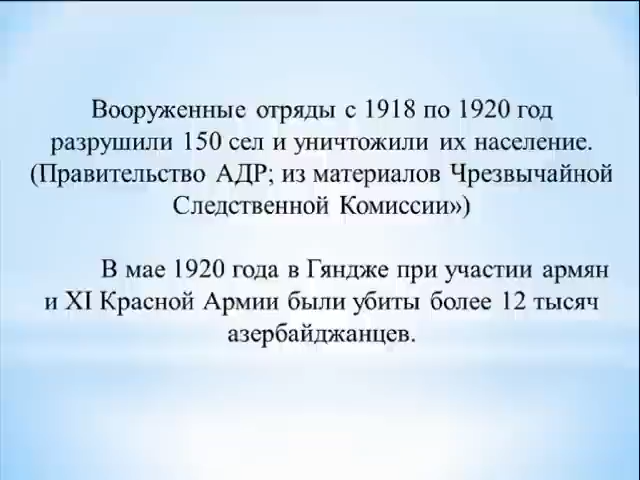 Вооруженные отряды с 1918 по 1920 год
разрушили 150 сел и уничтожили их население.
(Правительство АДР; из материалов Чрезвычайной
Следственной Комиссии»)
В мае 1920 года в Гяндже при участии армян
и XI Красной Армии были убиты более 12 тысяч
азербайджанцев.